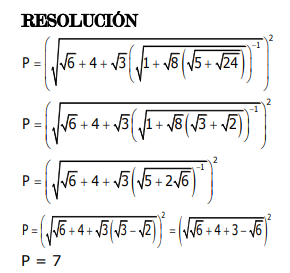 RESOLUCIÓN
P = (√(√6 + 4 + √3(√(1 + √8(√(5 + √24))))⁻¹))²
P = (√(√6 + 4 + √3(√(1 + √8(√3 + √2)))⁻¹))²
P = (√(√6 + 4 + √3(√(5 + 2√6))⁻¹))²
P = (√(√6 + 4 + √3(√3 − √2)))² = (√(√6 + 4 + 3 − √6))²
P = 7